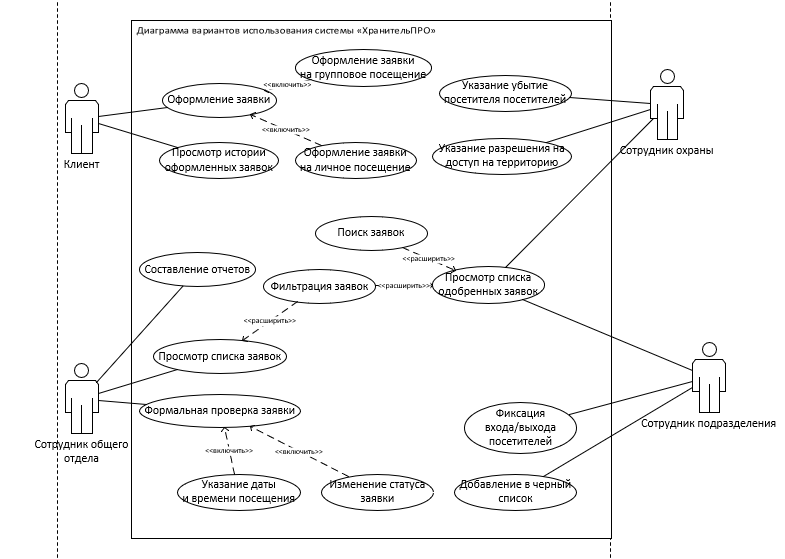 Диаграмма вариантов использования системы «ХранительПРО»
Оформление заявки
на групповое посещение
<<включить>>
Оформление заявки
Указание убытие
посетителя посетителей
<<включить>>
Клиент
Просмотр истории
оформленных заявок
Оформление заявки
на личное посещение
Указание разрешения на
доступ на территорию
Сотрудник охраны
Поиск заявок
<<расширить>>
Составление отчетов
Фильтрация заявок
<<расширить>>
Просмотр списка
одобренных заявок
<<расширить>>
Просмотр списка заявок
Формальная проверка заявки
Сотрудник общего
отдела
Фиксация
входа/выхода
посетителей
Сотрудник подразделения
<<включить>>
<<включить>>
Указание даты
и времени посещения
Изменение статуса
заявки
Добавление в черный
список